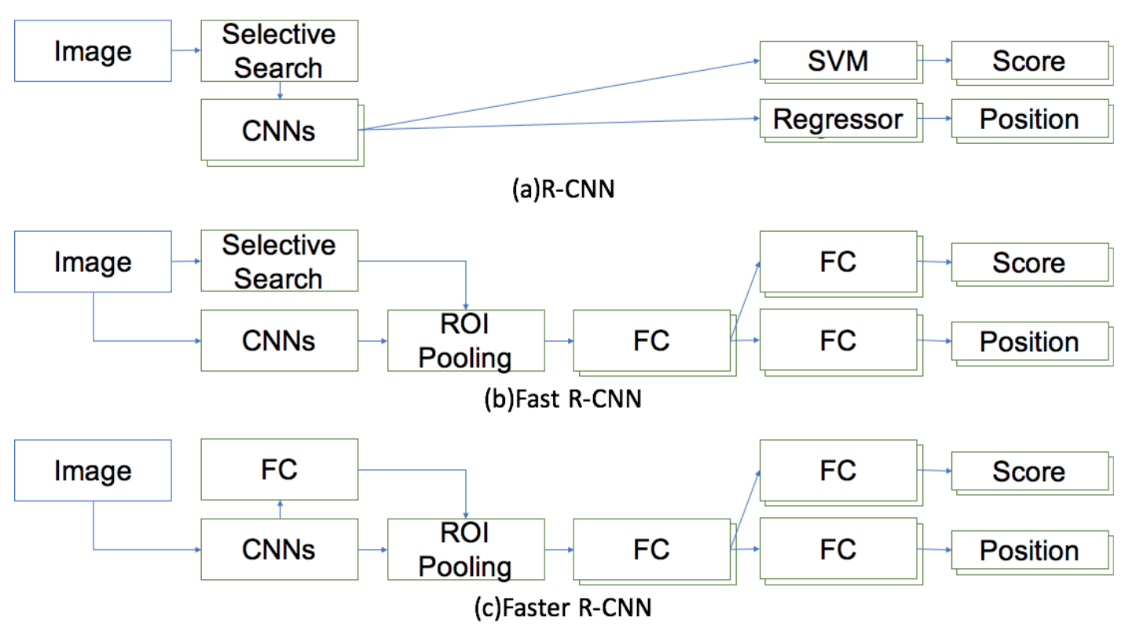 Image
Selective
Search
CNNs
SVM
Score
Regressor
Position
(a)R-CNN
Image
Selective
Search
CNNs
ROI
Pooling
FC
FC
Score
FC
Position
(b)Fast R-CNN
Image
FC
CNNs
ROI
Pooling
FC
FC
Score
FC
Position
(c)Faster R-CNN